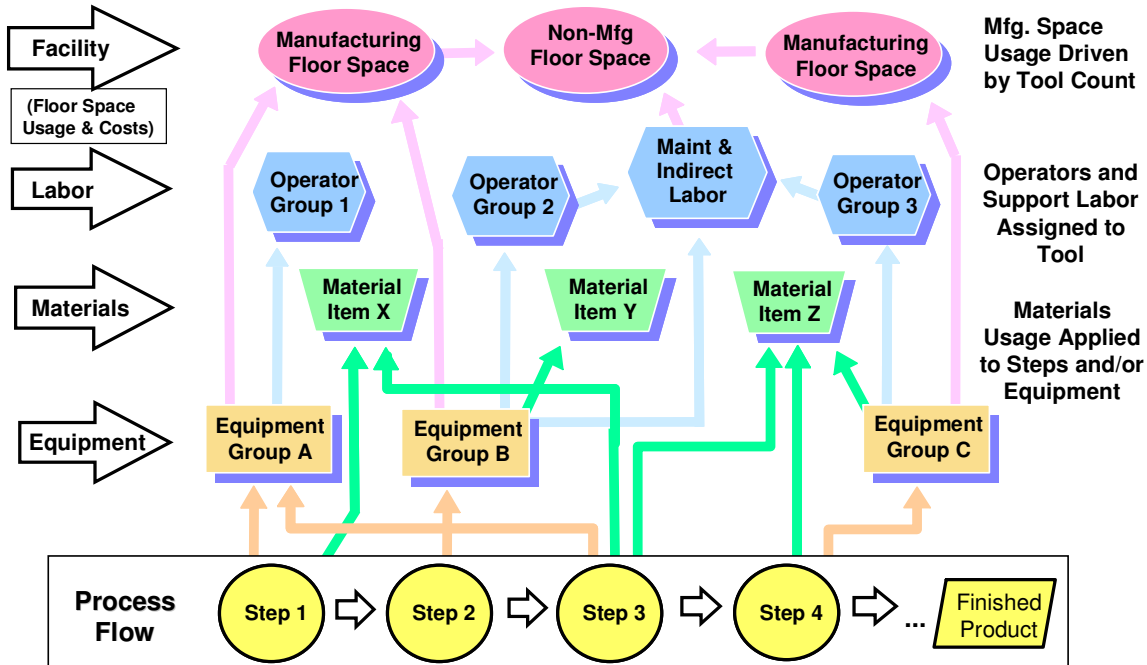 Facility
Manufacturing
Floor Space
Non-Mfg
Floor Space
Manufacturing
Floor Space
Mfg. Space
Usage Driven
by Tool Count
(Floor Space
Usage & Costs)
Labor
Operator
Group 1
Operator
Group 2
Maint &
Indirect
Labor
Operator
Group 3
Operators and
Support Labor
Assigned to
Tool
Materials
Material
Item X
Material
Item Y
Material
Item Z
Materials
Usage Applied
to Steps and/or
Equipment
Equipment
Equipment
Group A
Equipment
Group B
Equipment
Group C
Process
Flow
Step 1
Step 2
Step 3
Step 4
...
Finished
Product